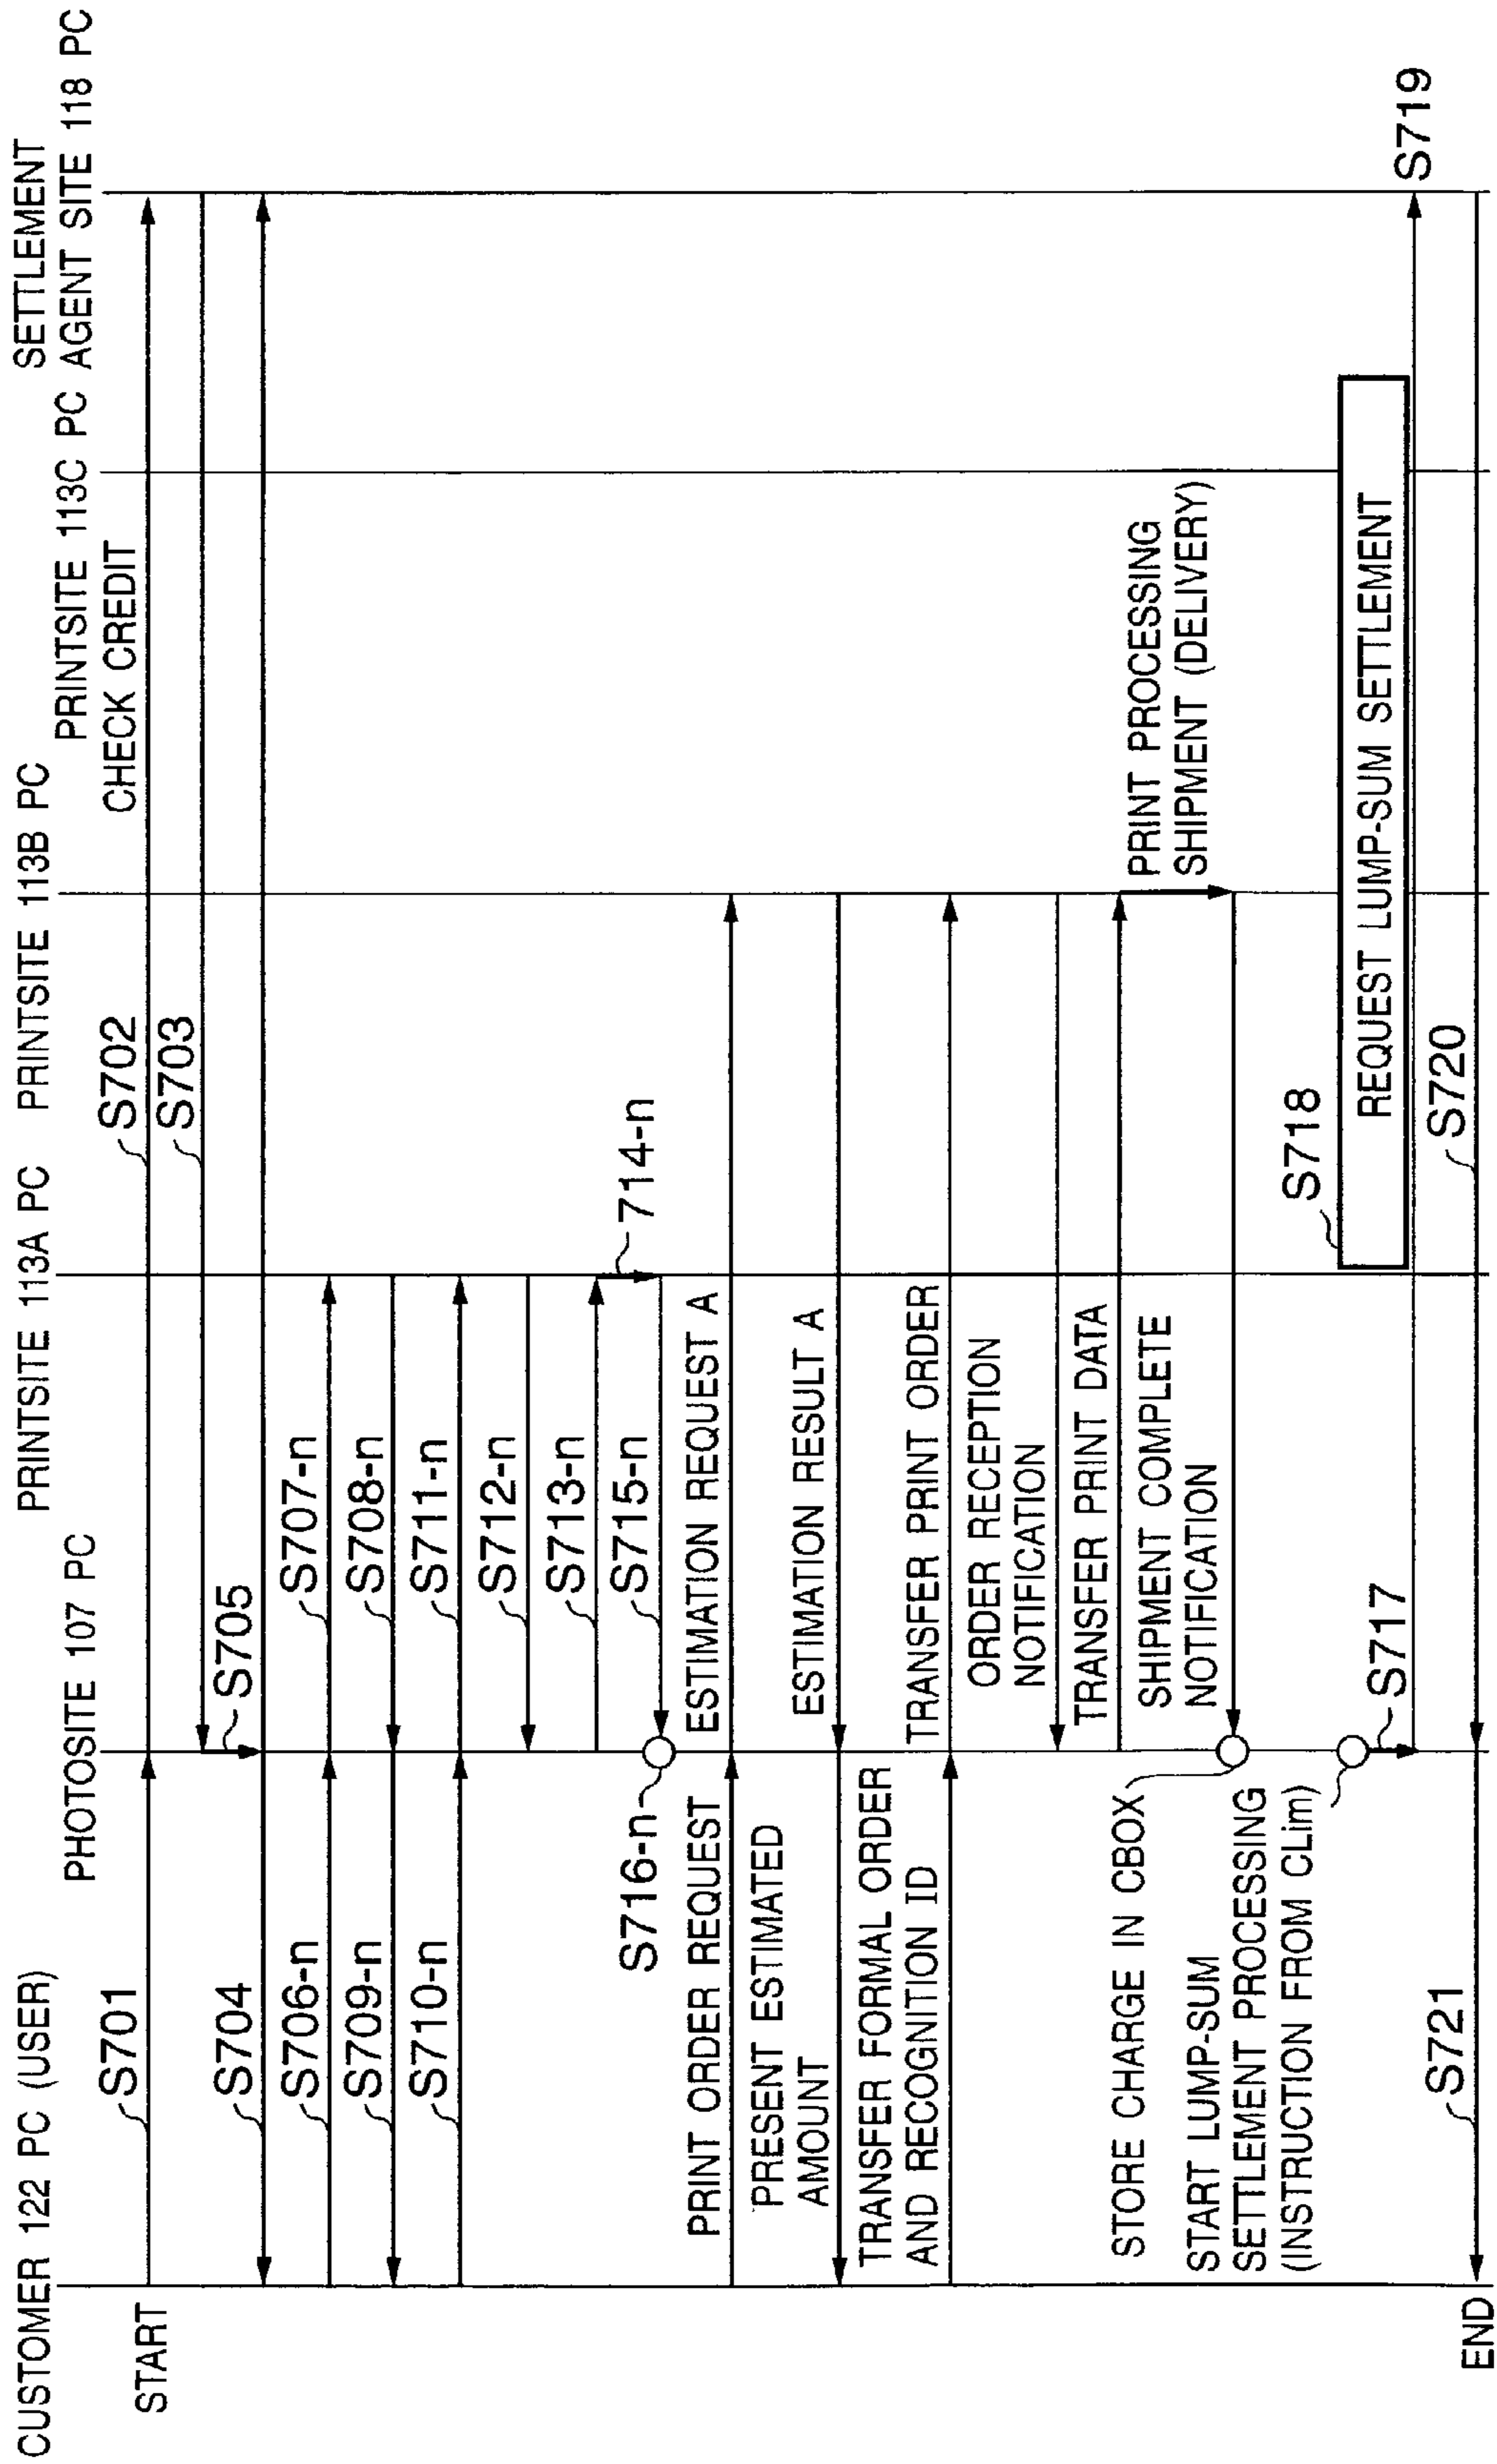 CUSTOMER 122 PC (USER)
PHOTOSITE 107 PC
PRINTSITE 113A PC
PRINTSITE 113B PC
PRINTSITE 113C PC
SETTLEMENT
AGENT SITE 118 PC
START
S701
S702
CHECK CREDIT
S703
S705
S704
S706-n
S707-n
S709-n
S708-n
S710-n
S711-n
S712-n
S713-n
714-n
S715-n
S716-n
PRINT ORDER REQUEST
ESTIMATION REQUEST A
PRESENT ESTIMATED
AMOUNT
ESTIMATION RESULT A
TRANSFER FORMAL ORDER
AND RECOGNITION ID
TRANSFER PRINT ORDER
ORDER RECEPTION
NOTIFICATION
TRANSFER PRINT DATA
PRINT PROCESSING
SHIPMENT (DELIVERY)
SHIPMENT COMPLETE
NOTIFICATION
STORE CHARGE IN CBOX
START LUMP-SUM
SETTLEMENT PROCESSING
(INSTRUCTION FROM CLim)
S717
S718
REQUEST LUMP-SUM SETTLEMENT
S719
S720
S721
END